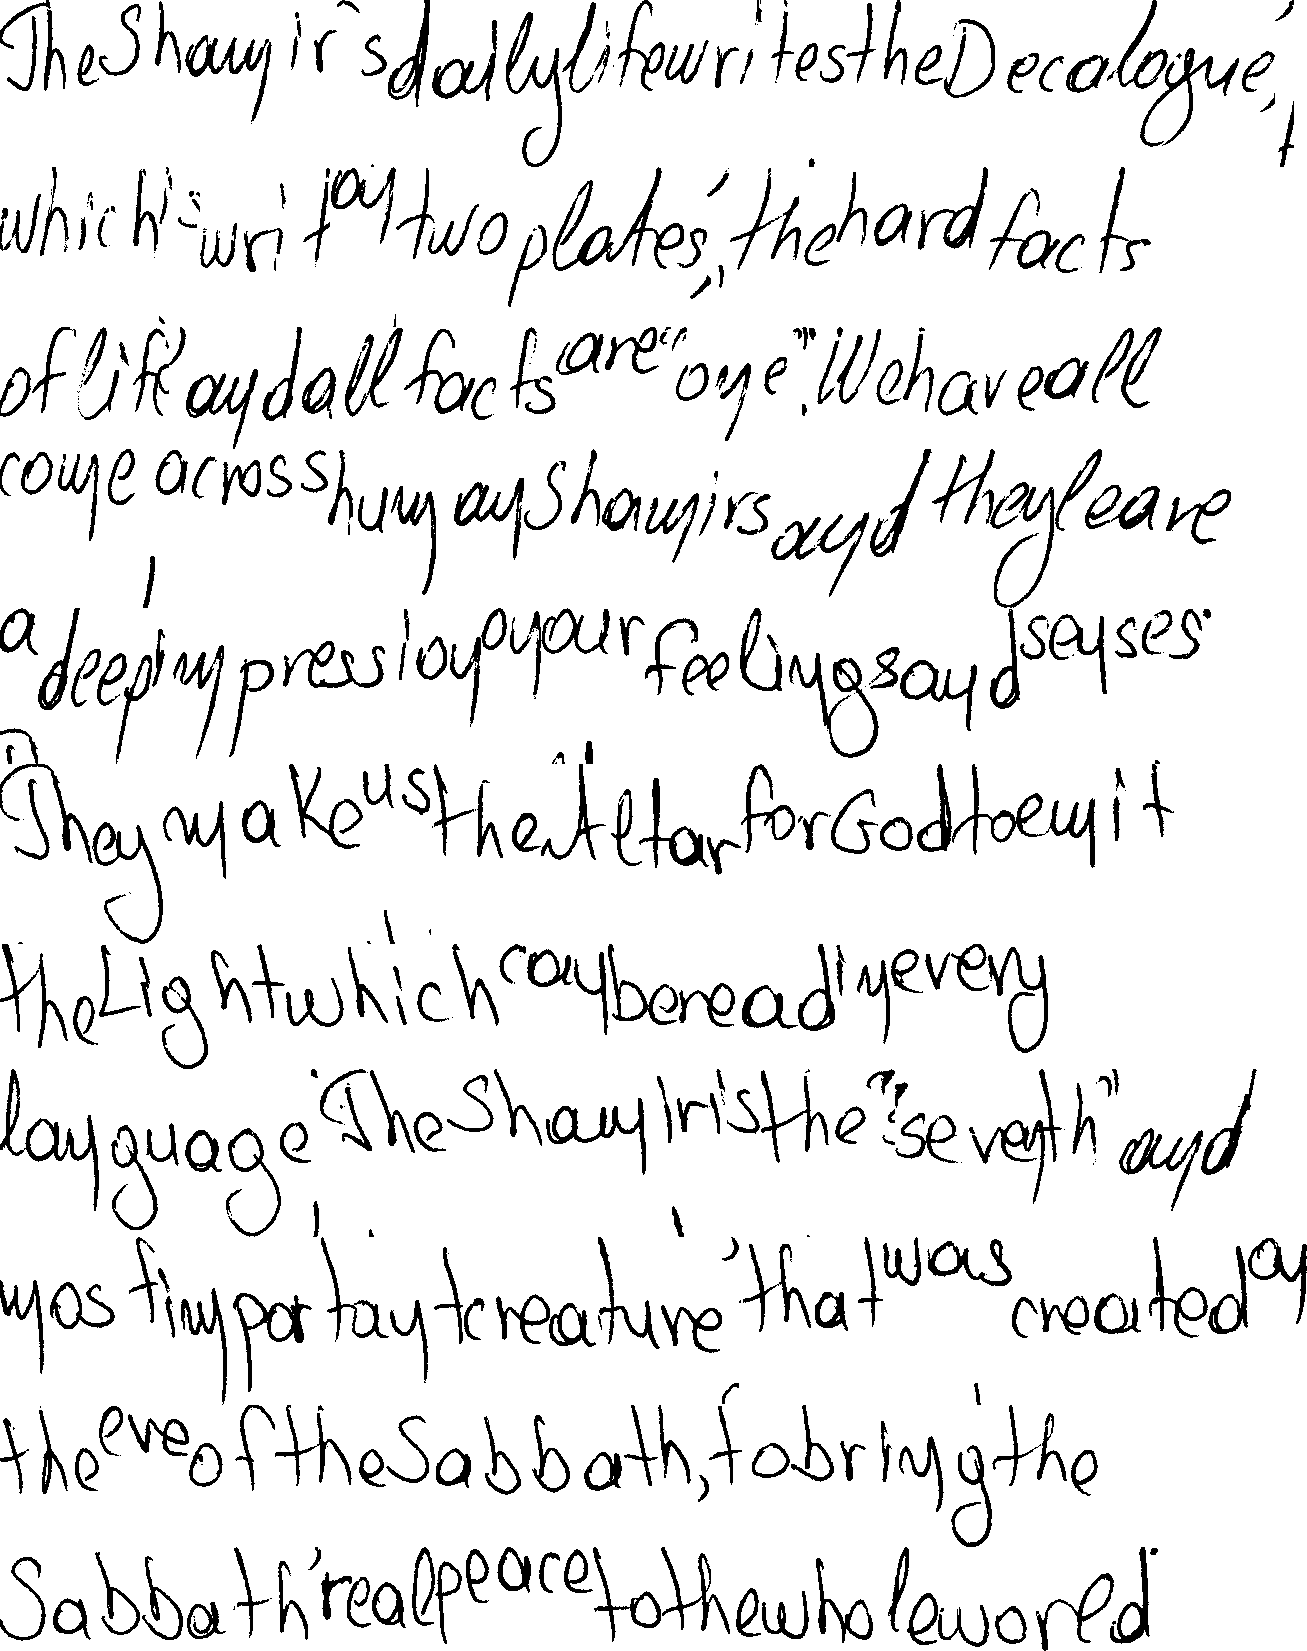 The Shamir's daily life writes the Decalogue,
which is writ on two plates, the hard facts
of life and all facts are "one". We have all
come across human Shamirs and they leave
a deep impression on our feelings and senses.
They make us the Altar for God to emit
the Light which can be read in every
language. The Shamir is the "seventh" and
most important creature that was created on
the eve of the Sabbath, to bring the
Sabbath real peace to the whole world